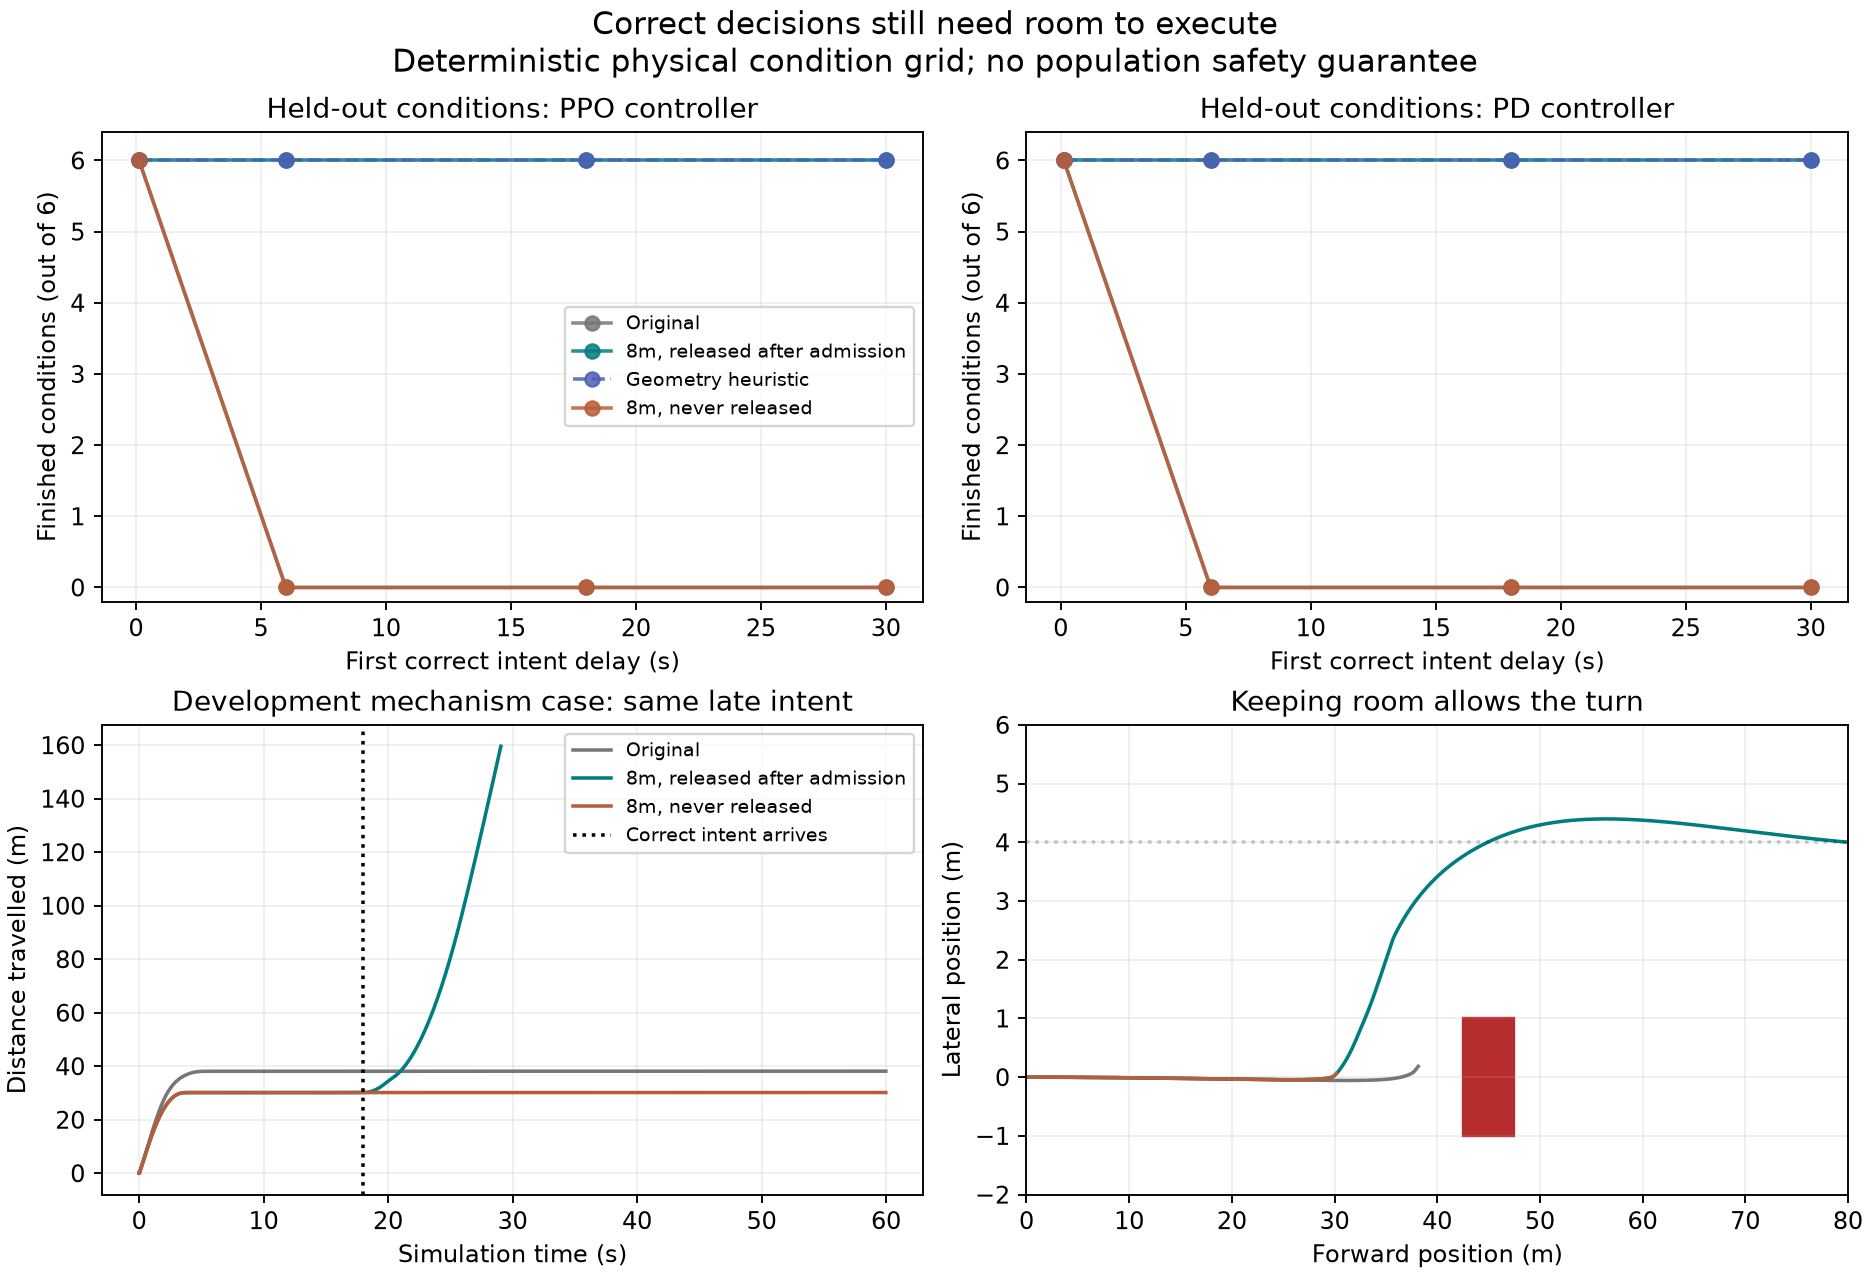 Correct decisions still need room to execute
Deterministic physical condition grid; no population safety guarantee
Held-out conditions: PPO controller
Finished conditions (out of 6)
6
5
4
3
2
1
0
Original
8m, released after admission
Geometry heuristic
8m, never released
0 5 10 15 20 25 30
First correct intent delay (s)
Held-out conditions: PD controller
Finished conditions (out of 6)
6
5
4
3
2
1
0
0 5 10 15 20 25 30
First correct intent delay (s)
Development mechanism case: same late intent
Distance travelled (m)
160
140
120
100
80
60
40
20
0
Original
8m, released after admission
8m, never released
Correct intent arrives
0 10 20 30 40 50 60
Simulation time (s)
Keeping room allows the turn
Lateral position (m)
6
5
4
3
2
1
0
−1
−2
0 10 20 30 40 50 60 70 80
Forward position (m)